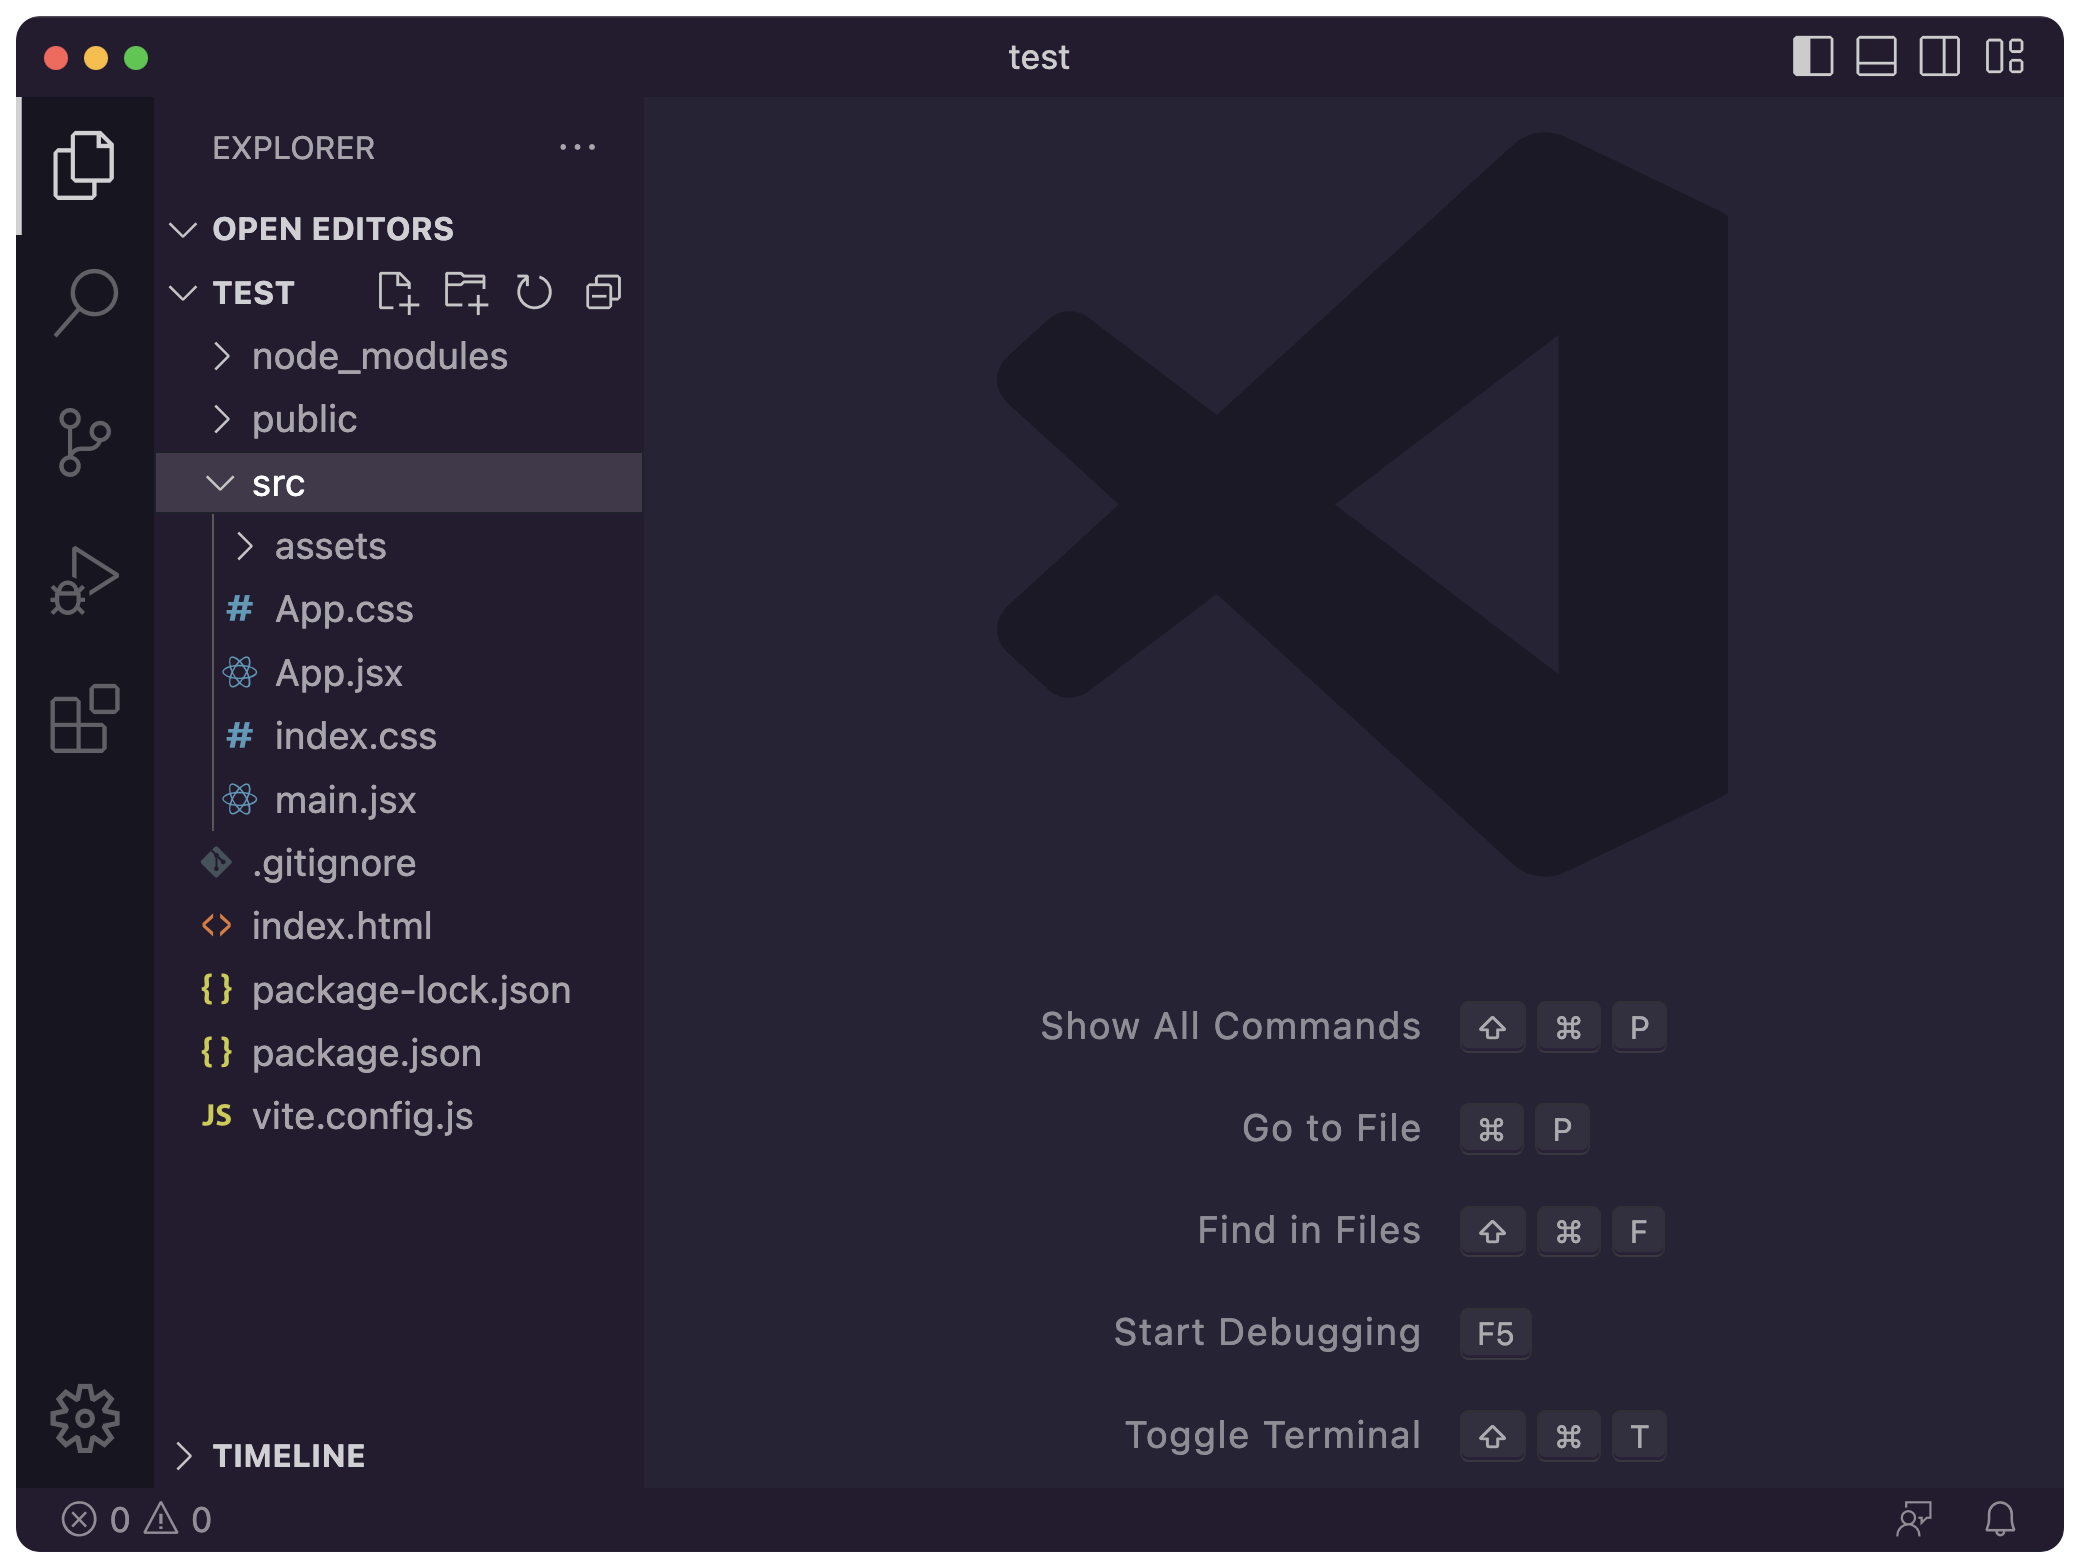 test
EXPLORER ···
OPEN EDITORS
TEST
node_modules
public
src
assets
# App.css
App.jsx
# index.css
main.jsx
.gitignore
<> index.html
{} package-lock.json
{} package.json
JS vite.config.js
TIMELINE
Show All Commands ⇧ ⌘ P
Go to File ⌘ P
Find in Files ⇧ ⌘ F
Start Debugging F5
Toggle Terminal ⇧ ⌘ T
0 0